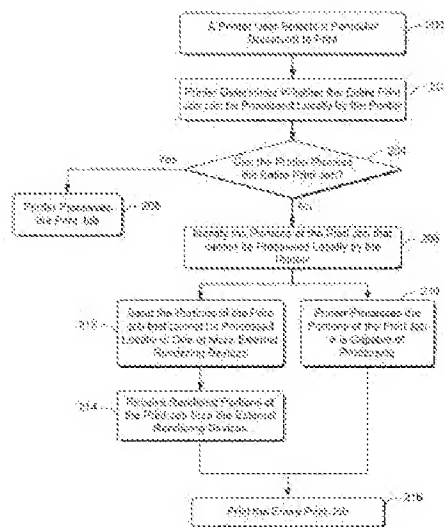 A Printer User Selects a Particular
Document to Print
200
Printer Determines Whether the Entire Print
Job can be Processed Locally by the Printer
202
Can the Printer Process
the Entire Print Job?
204
Yes
No
Printer Processes
the Print Job
206
Identify the Portions of the Print Job that
cannot be Processed Locally by the
Printer
208
Send the Portions of the Print
Job that cannot be Processed
Locally to One or More External
Rendering Devices
212
Printer Processes the
Portions of the Print Job
it is Capable of
Processing
210
Receive Rendered Portions of
the Print Job from the External
Rendering Devices
214
Print the Entire Print Job
216